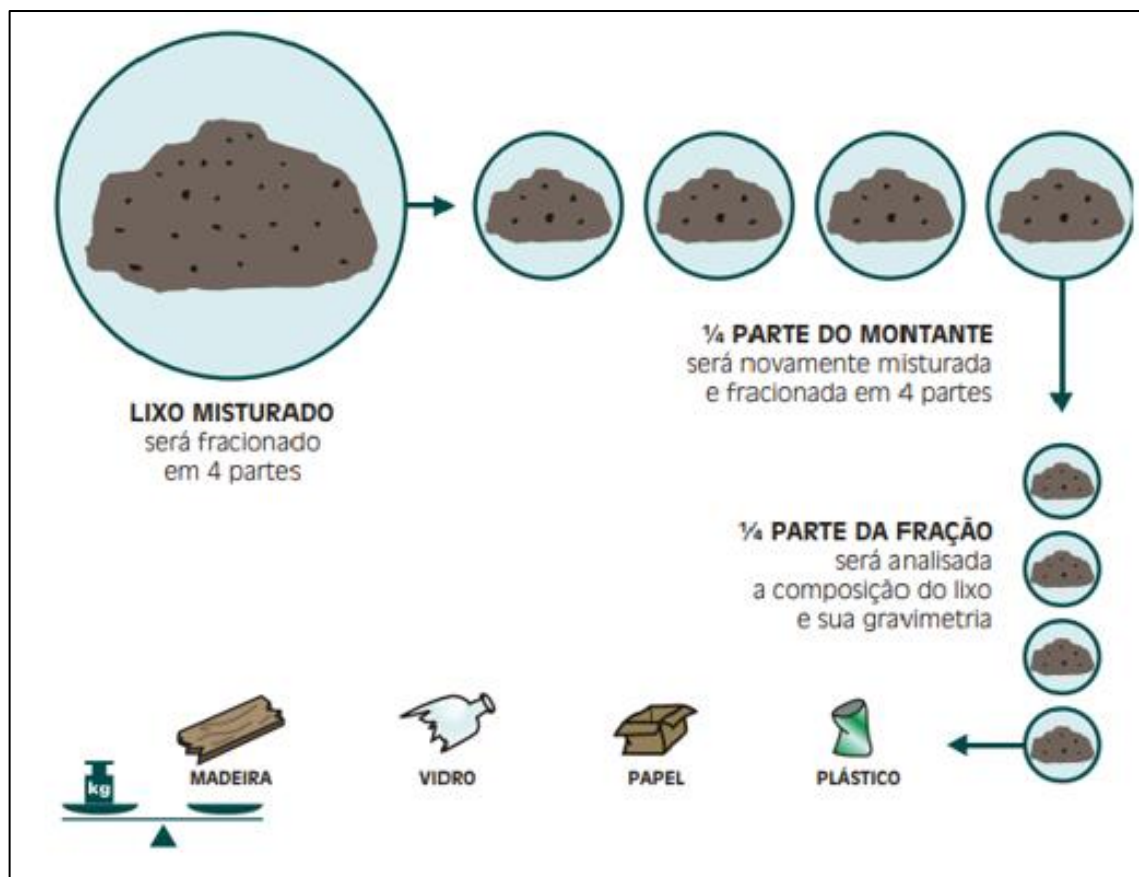 LIXO MISTURADO
será fracionado
em 4 partes
¼ PARTE DO MONTANTE
será novamente misturada
e fracionada em 4 partes
¼ PARTE DA FRAÇÃO
será analisada
a composição do lixo
e sua gravimetria
MADEIRA
VIDRO
PAPEL
PLÁSTICO
kg